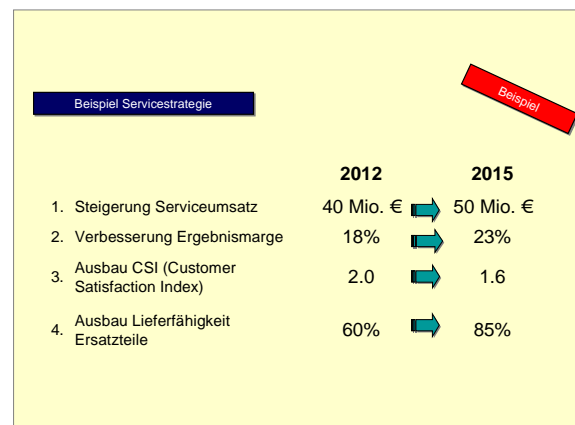 Beispiel Servicestrategie
Beispiel
2012 2015
1. Steigerung Serviceumsatz 40 Mio. € 50 Mio. €
2. Verbesserung Ergebnismarge 18% 23%
3. Ausbau CSI (Customer
Satisfaction Index) 2.0 1.6
4. Ausbau Lieferfähigkeit
Ersatzteile 60% 85%